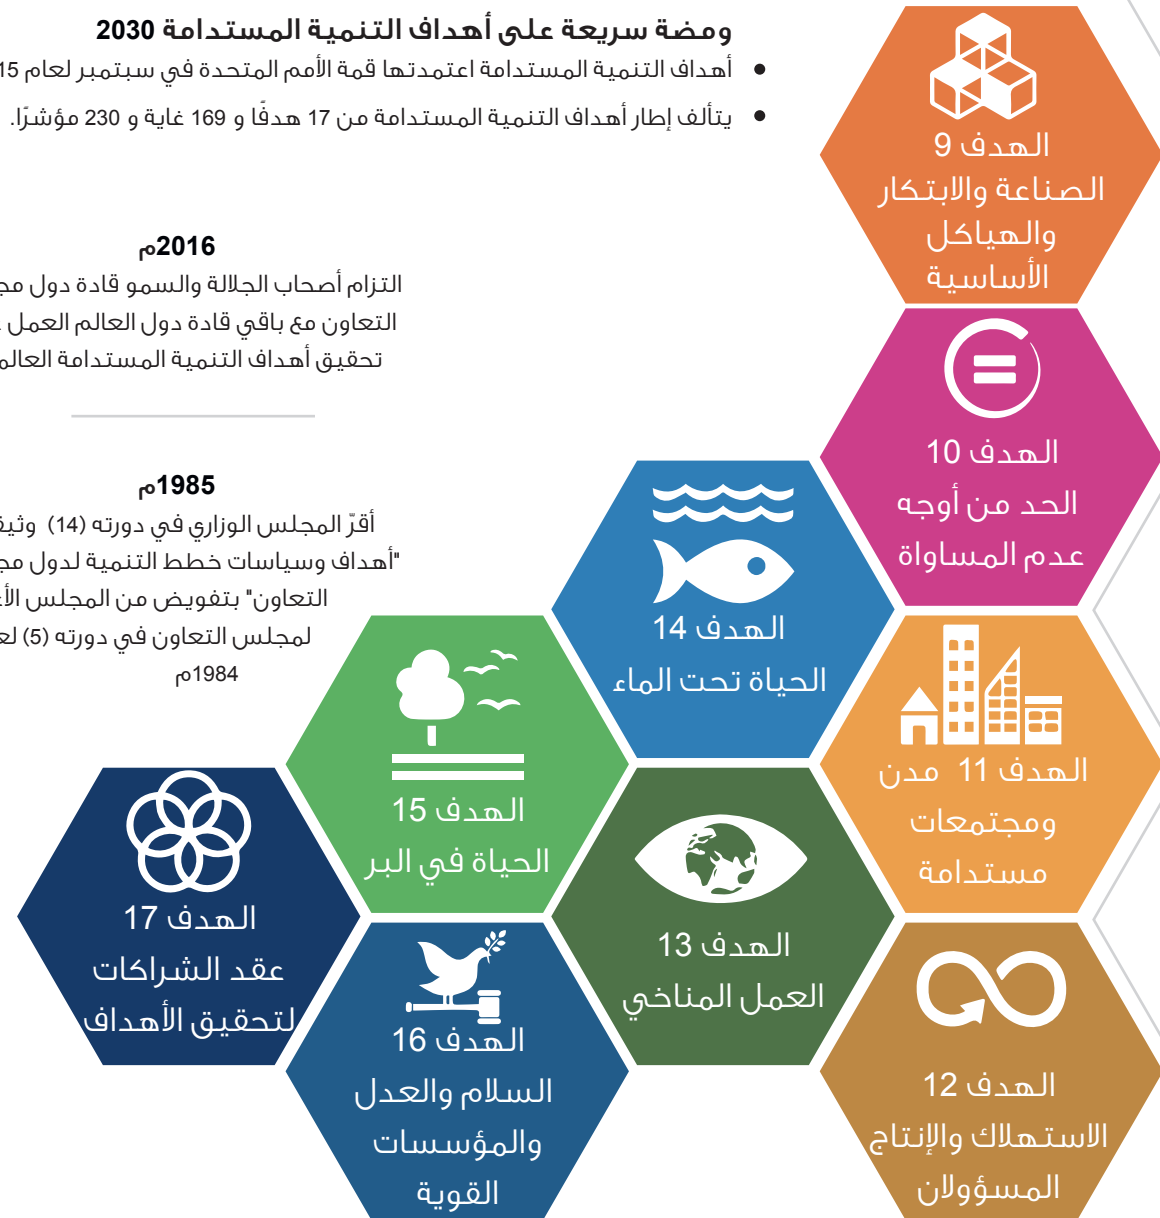 ومضة سريعة على أهداف التنمية المستدامة 2030
• أهداف التنمية المستدامة اعتمدتها قمة الأمم المتحدة في سبتمبر لعام 15
• يتألف إطار أهداف التنمية المستدامة من 17 هدفًا و 169 غاية و 230 مؤشرًا.
2016م
التزام أصحاب الجلالة والسمو قادة دول
التعاون مع باقي قادة دول العالم العمل
تحقيق أهداف التنمية المستدامة
1985م
أقرّ المجلس الوزاري في دورته (14)
"أهداف وسياسات خطط التنمية لدول
التعاون" بتفويض من المجلس
لمجلس التعاون في دورته (5)
1984م
الهدف 9
الصناعة والابتكار
والهياكل
الأساسية
الهدف 10
الحد من أوجه
عدم المساواة
الهدف 11 مدن
ومجتمعات
مستدامة
الهدف 12
الاستهلاك والإنتاج
المسؤولان
الهدف 13
العمل المناخي
الهدف 14
الحياة تحت الماء
الهدف 15
الحياة في البر
الهدف 16
السلام والعدل
والمؤسسات
القوية
الهدف 17
عقد الشراكات
لتحقيق الأهداف